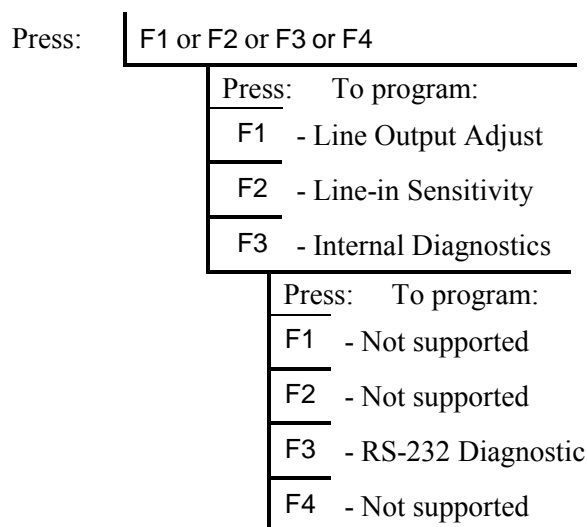 Press: F1 or F2 or F3 or F4
Press: To program:
F1 - Line Output Adjust
F2 - Line-in Sensitivity
F3 - Internal Diagnostics
Press: To program:
F1 - Not supported
F2 - Not supported
F3 - RS-232 Diagnostic
F4 - Not supported